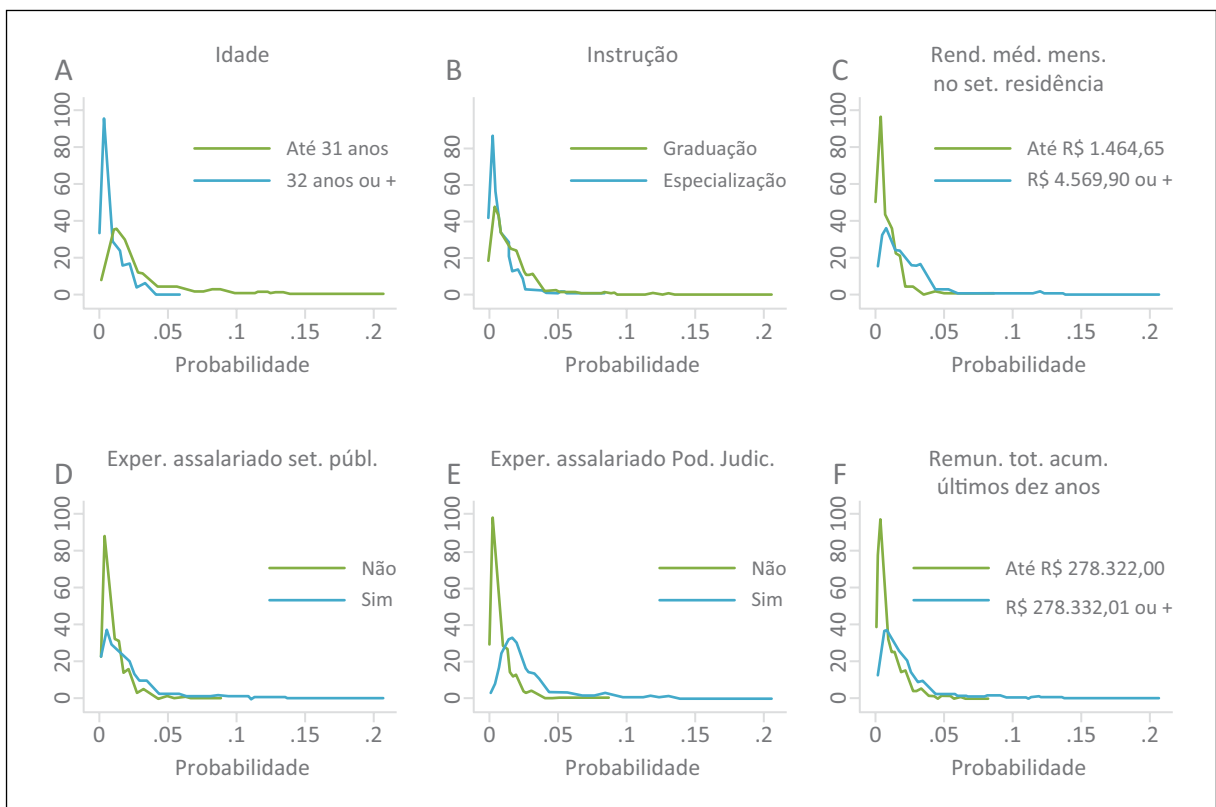 A
Idade
100
80
60
40
20
0
Até 31 anos
32 anos ou +
0 .05 .1 .15 .2
Probabilidade
B
Instrução
80
60
40
20
0
Graduação
Especialização
0 .05 .1 .15 .2
Probabilidade
C
Rend. méd. mens.
no set. residência
100
80
60
40
20
0
Até R$ 1.464,65
R$ 4.569,90 ou +
0 .05 .1 .15 .2
Probabilidade
D
Exper. assalariado set. públ.
100
80
60
40
20
0
Não
Sim
0 .05 .1 .15 .2
Probabilidade
E
Exper. assalariado Pod. Judic.
100
80
60
40
20
0
Não
Sim
0 .05 .1 .15 .2
Probabilidade
F
Remun. tot. acum.
últimos dez anos
100
80
60
40
20
0
Até R$ 278.322,00
R$ 278.332,01 ou +
0 .05 .1 .15 .2
Probabilidade